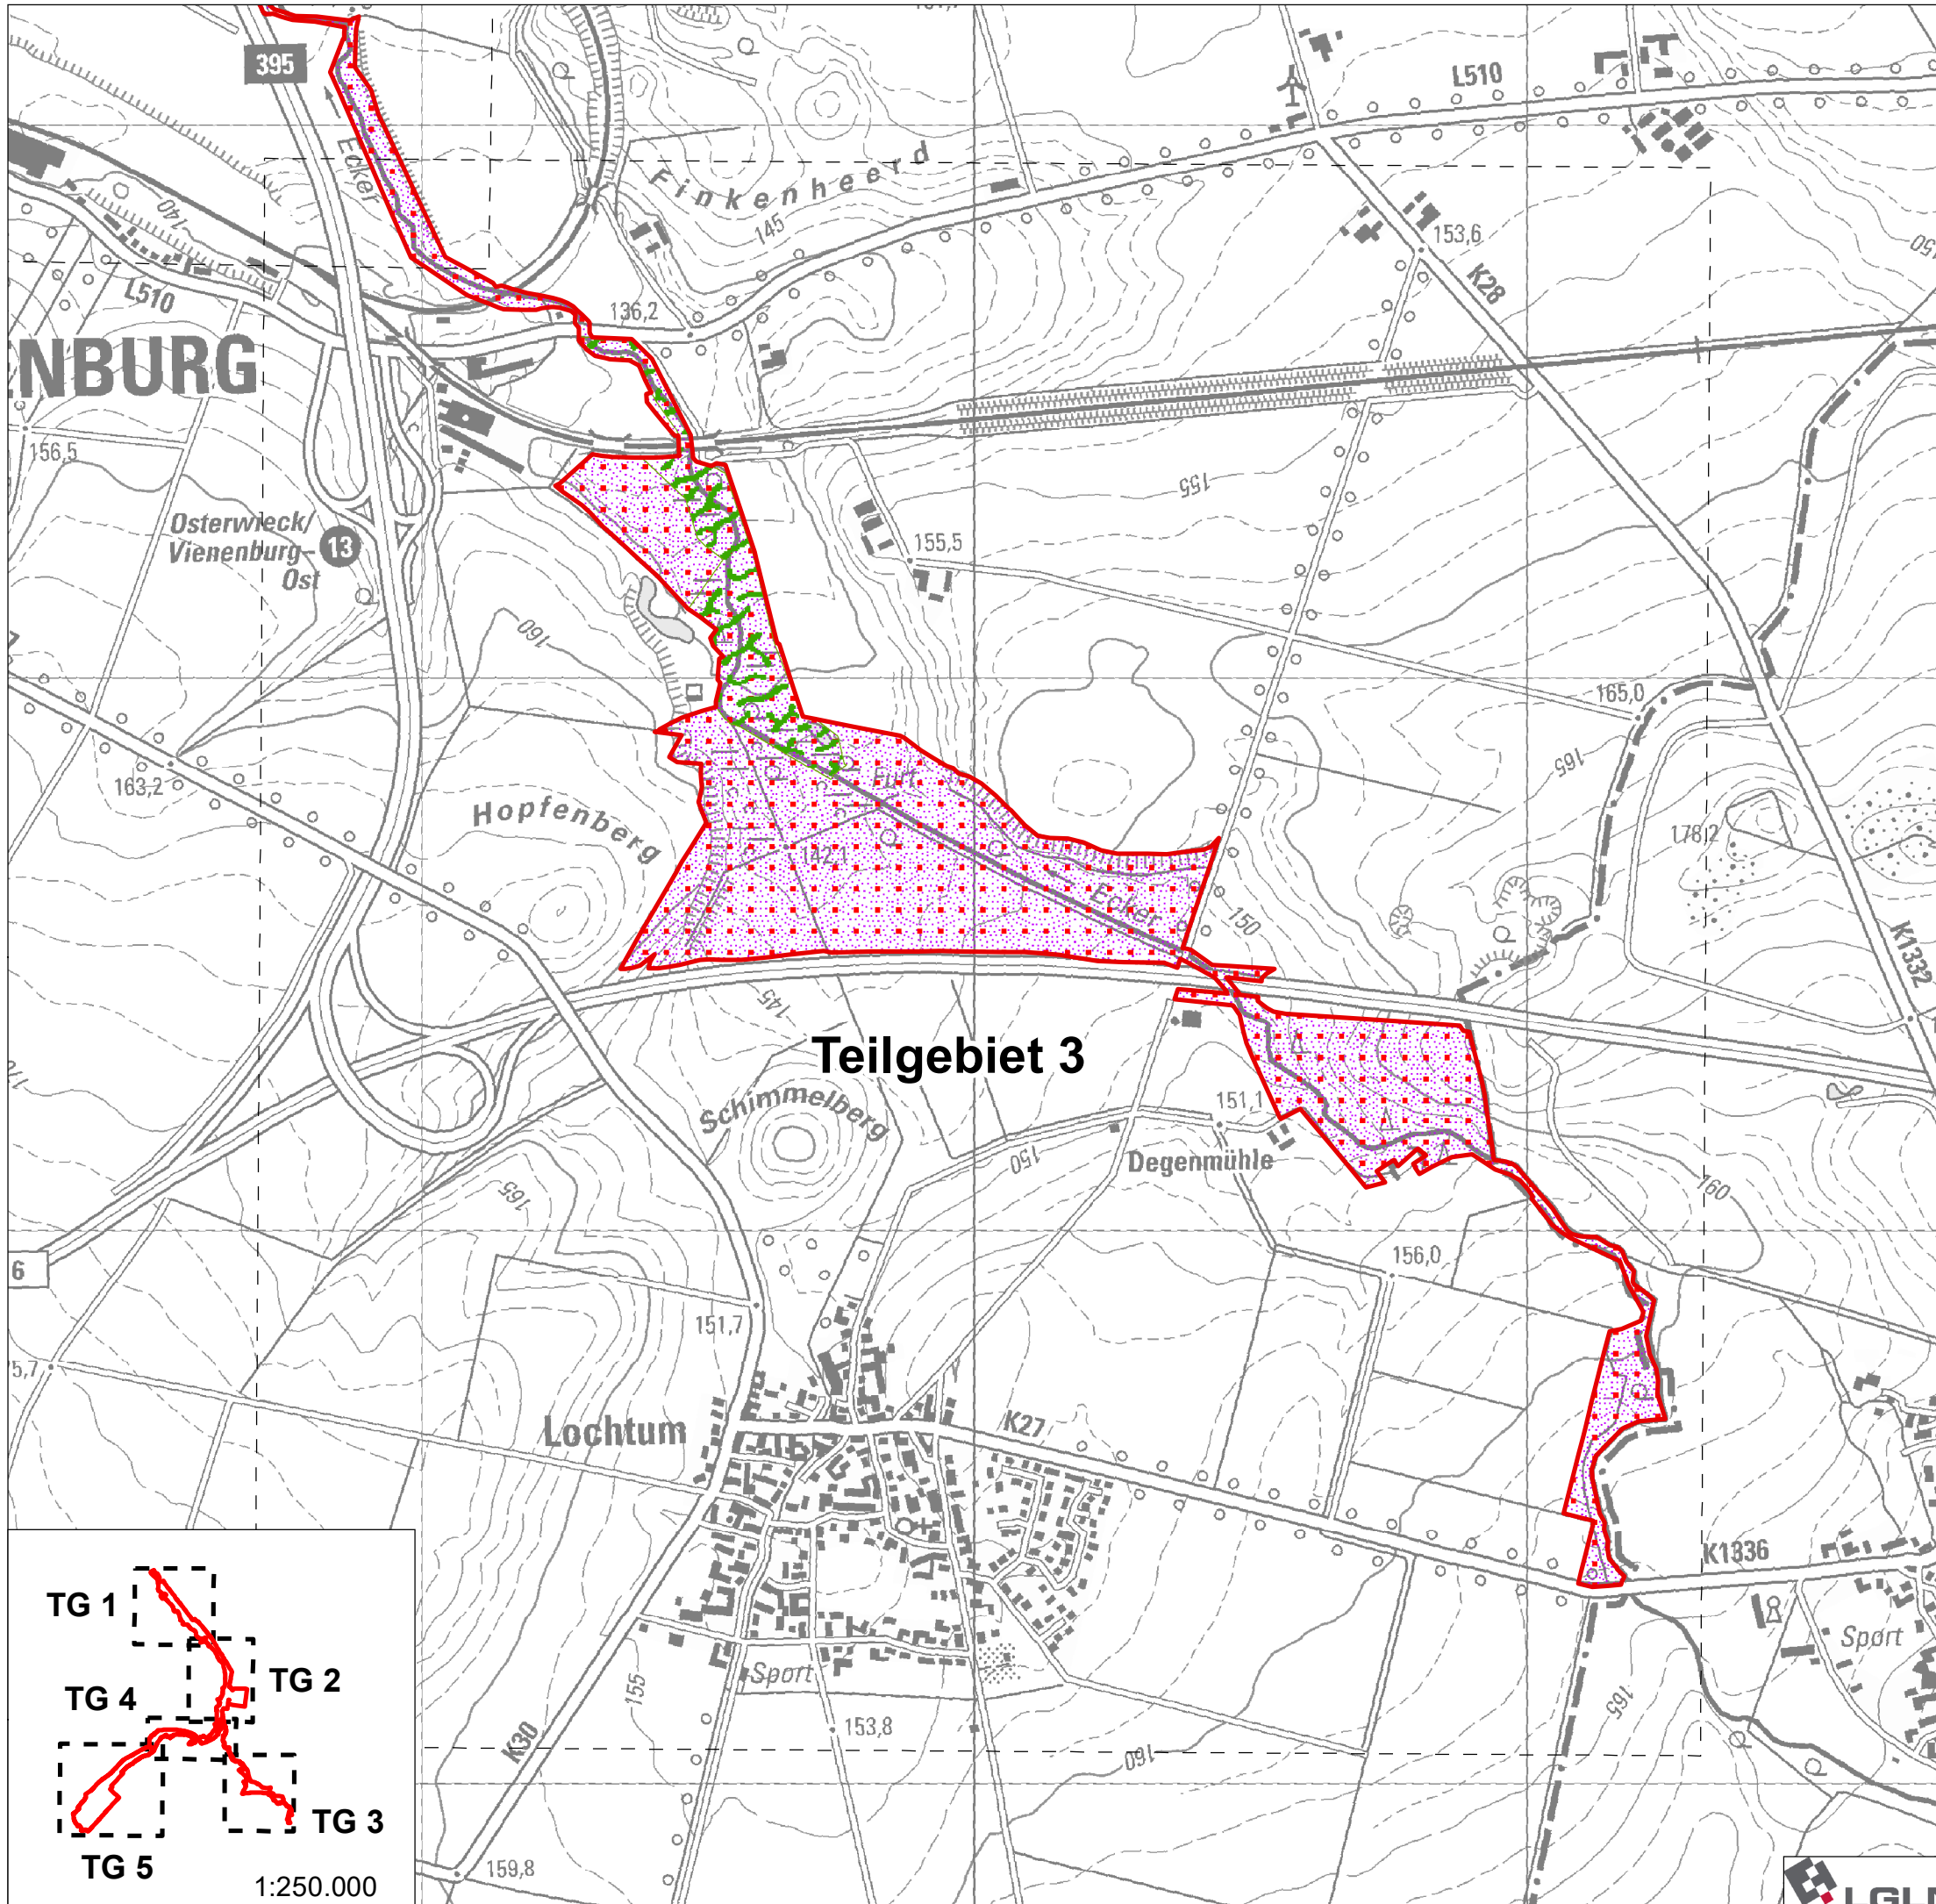 395
L510
Ecker
Finkenheerd
140
145
153,6
K28
L510
136,2
NBURG
156,5
155
Osterwieck/
Vienenburg-
Ost
13
155,5
160
165,0
163,2
165
Furt
Hopfenberg
178,2
142,1
Ecker
150
K1332
145
Teilgebiet 3
Schimmelberg
151,1
150
Degenmühle
165
160
156,0
6
151,7
5,7
Lochtum
K27
K1336
TG 1
Sport
Sport
TG 2
155
165
TG 4
153,8
K30
160
TG 3
TG 5
159,8
1:250.000